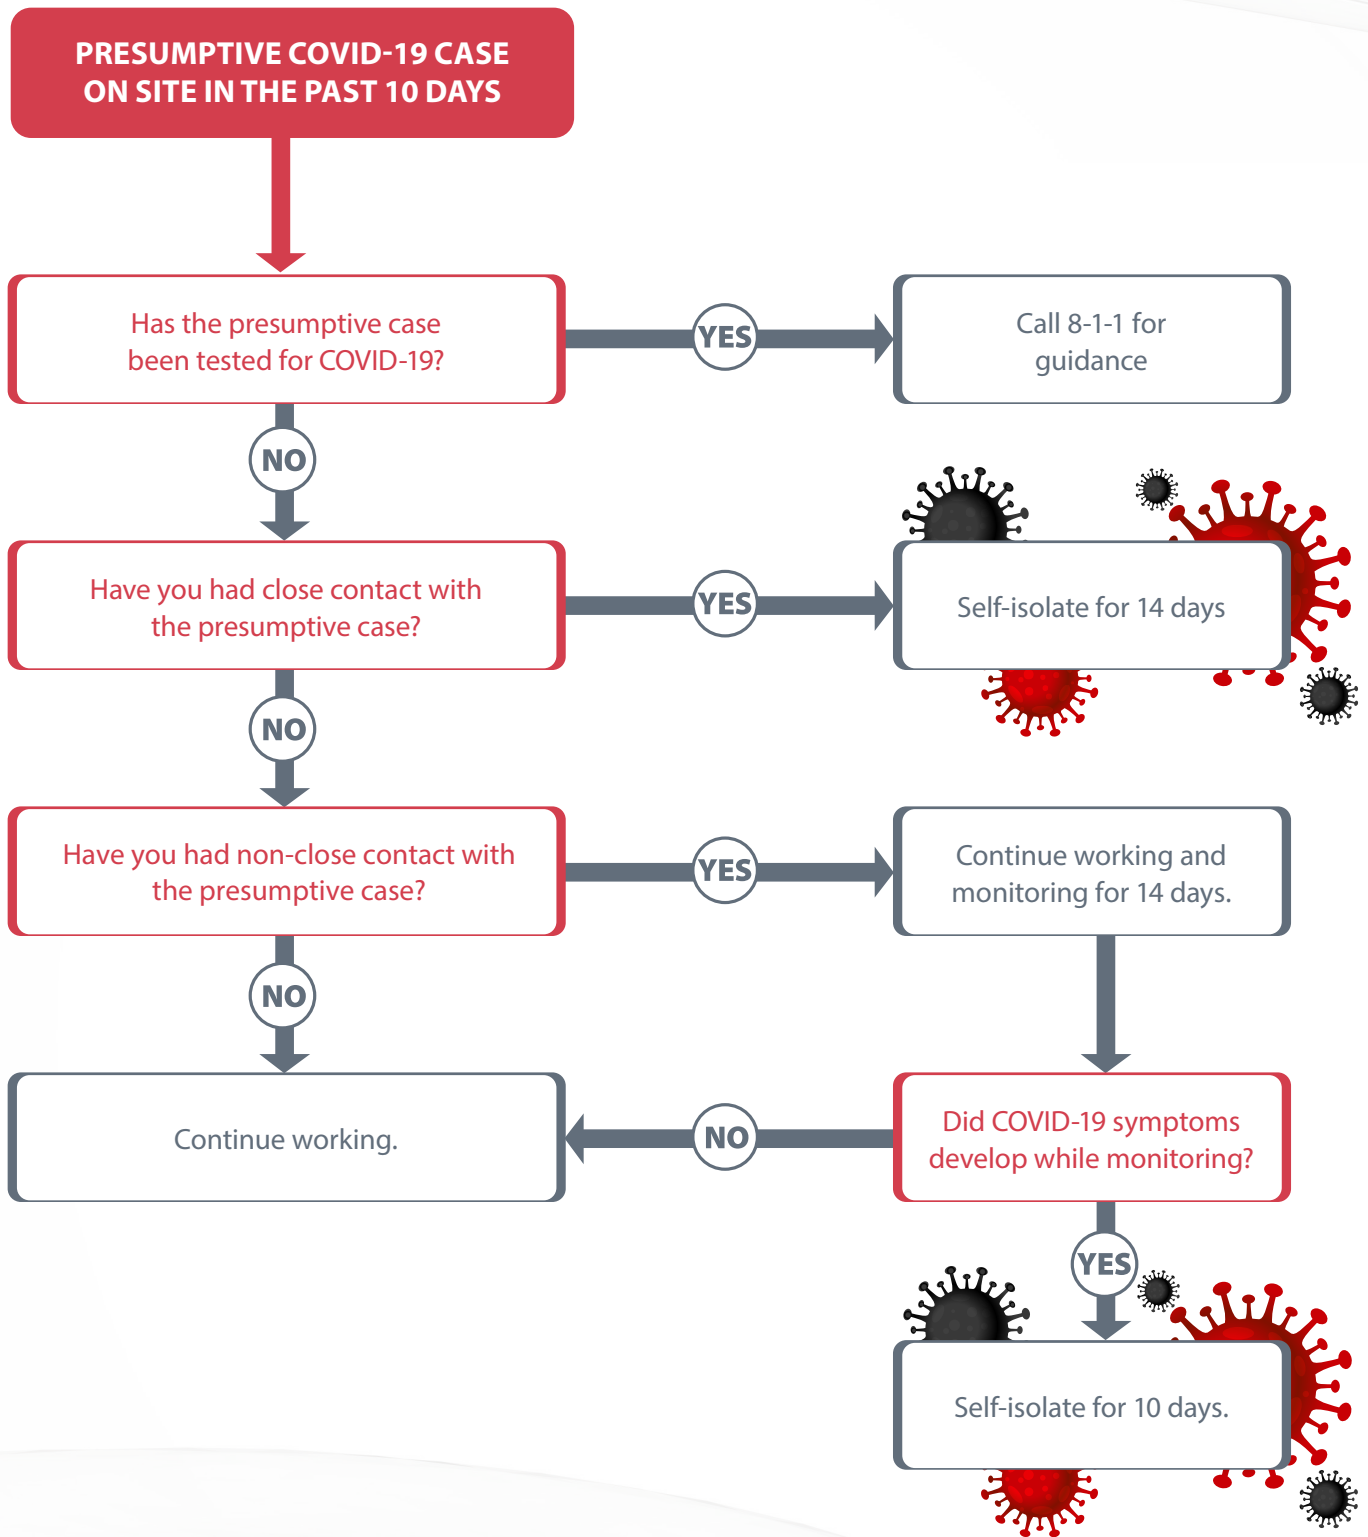 PRESUMPTIVE COVID-19 CASE
ON SITE IN THE PAST 10 DAYS
Has the presumptive case
been tested for COVID-19?
YES
Call 8-1-1 for
guidance
NO
Have you had close contact with
the presumptive case?
YES
Self-isolate for 14 days
NO
Have you had non-close contact with
the presumptive case?
YES
Continue working and
monitoring for 14 days.
NO
Continue working.
NO
Did COVID-19 symptoms
develop while monitoring?
YES
Self-isolate for 10 days.